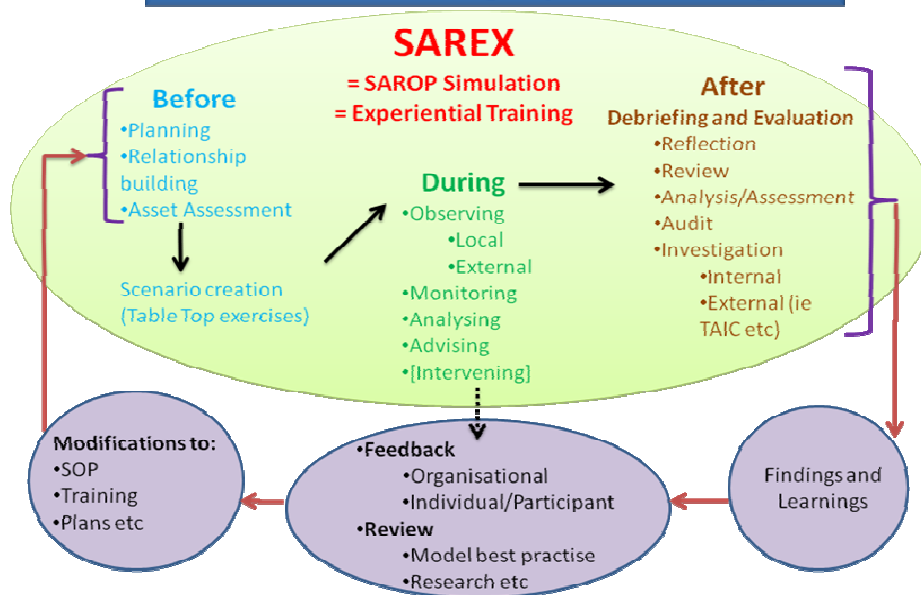 SAREX
= SAROP Simulation
= Experiential Training
Before
•Planning
•Relationship
building
•Asset Assessment
Scenario creation
(Table Top exercises)
During
•Observing
•Local
•External
•Monitoring
•Analysing
•Advising
•[Intervening]
After
Debriefing and Evaluation
•Reflection
•Review
•Analysis/Assessment
•Audit
•Investigation
•Internal
•External (ie
TAIC etc)
Findings and
Learnings
•Feedback
•Organisational
•Individual/Participant
•Review
•Model best practise
•Research etc
Modifications to:
•SOP
•Training
•Plans etc